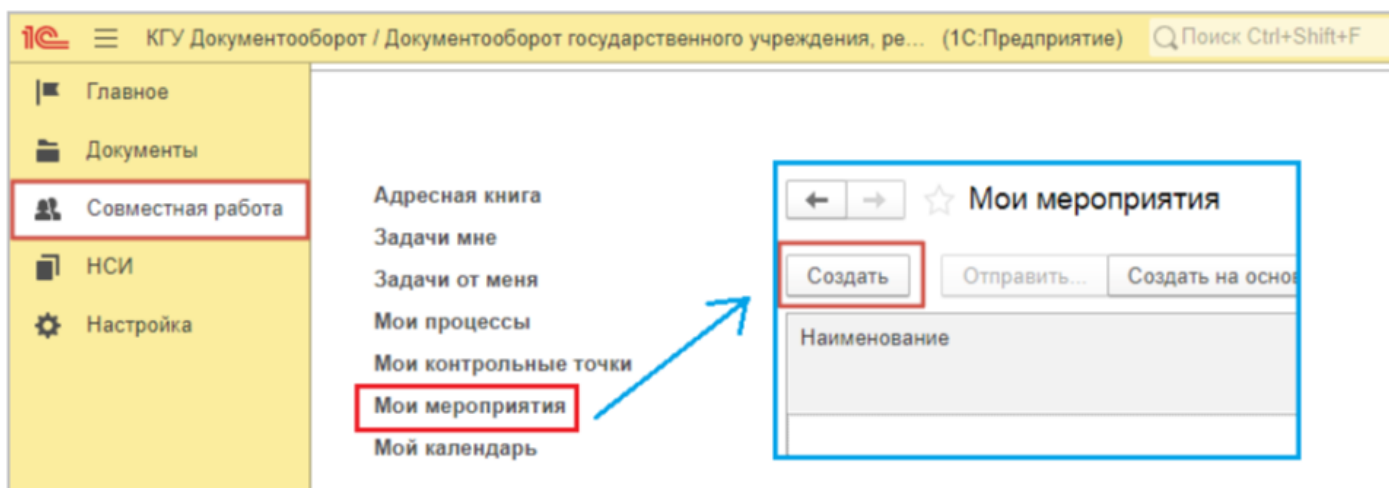 1С КГУ Документооборот / Документооборот государственного учреждения, ре... (1С:Предприятие) Поиск Ctrl+Shift+F
Главное
Документы
Совместная работа
НСИ
Настройка
Адресная книга
Задачи мне
Задачи от меня
Мои процессы
Мои контрольные точки
Мои мероприятия
Мой календарь
Мои мероприятия
Создать Отправить... Создать на основ
Наименование